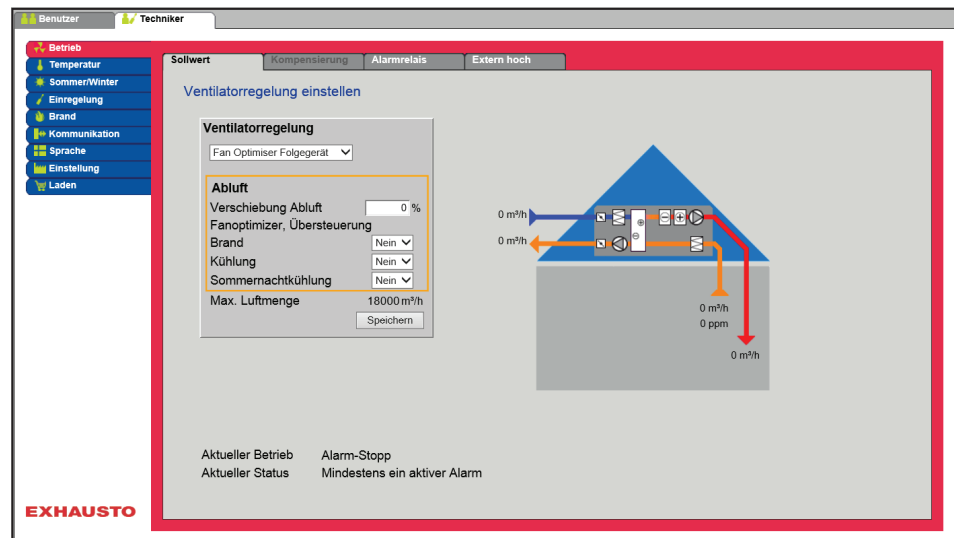 Benutzer
Techniker
Betrieb
Temperatur
Sommer/Winter
Einregelung
Brand
Kommunikation
Sprache
Einstellung
Laden
Sollwert
Kompensierung
Alarmrelais
Extern hoch
Ventilatorregelung einstellen
Ventilatorregelung
Fan Optimiser Folgegerät
Abluft
Verschiebung Abluft 0 %
Fanoptimizer, Übersteuerung
Brand Nein
Kühlung Nein
Sommernachtkühlung Nein
Max. Luftmenge 18000 m³/h
Speichern
0 m³/h
0 m³/h
0 m³/h
0 ppm
0 m³/h
Aktueller Betrieb Alarm-Stopp
Aktueller Status Mindestens ein aktiver Alarm
EXHAUSTO